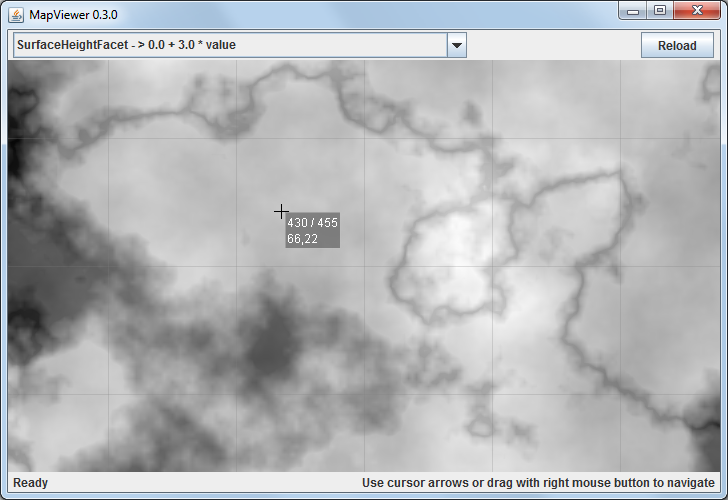 MapViewer 0.3.0
SurfaceHeightFacet -> 0.0 + 3.0 * value
Reload
430 / 455
66,22
Ready
Use cursor arrows or drag with right mouse button to navigate